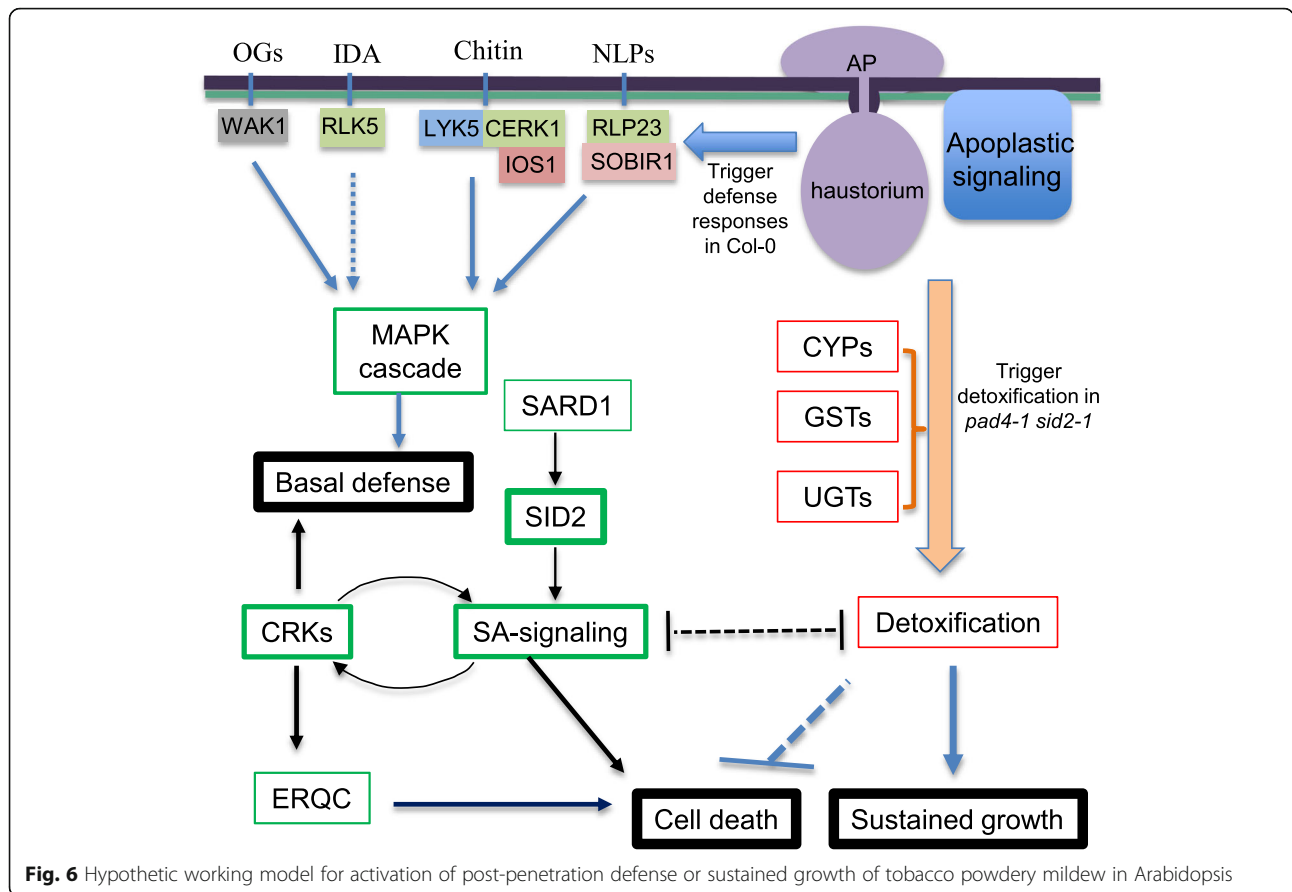 OGs
IDA
Chitin
NLPs
AP
WAK1
RLK5
LYK5
CERK1
IOS1
RLP23
SOBIR1
Trigger
defense
responses
in Col-0
haustorium
Apoplastic
signaling
MAPK
cascade
SARD1
Basal defense
SID2
CRKs
SA-signaling
ERQC
CYPs
GSTs
UGTs
Trigger
detoxification in
pad4-1 sid2-1
Detoxification
Cell death
Sustained growth
Fig. 6 Hypothetic working model for activation of post-penetration defense or sustained growth of tobacco powdery mildew in Arabidopsis